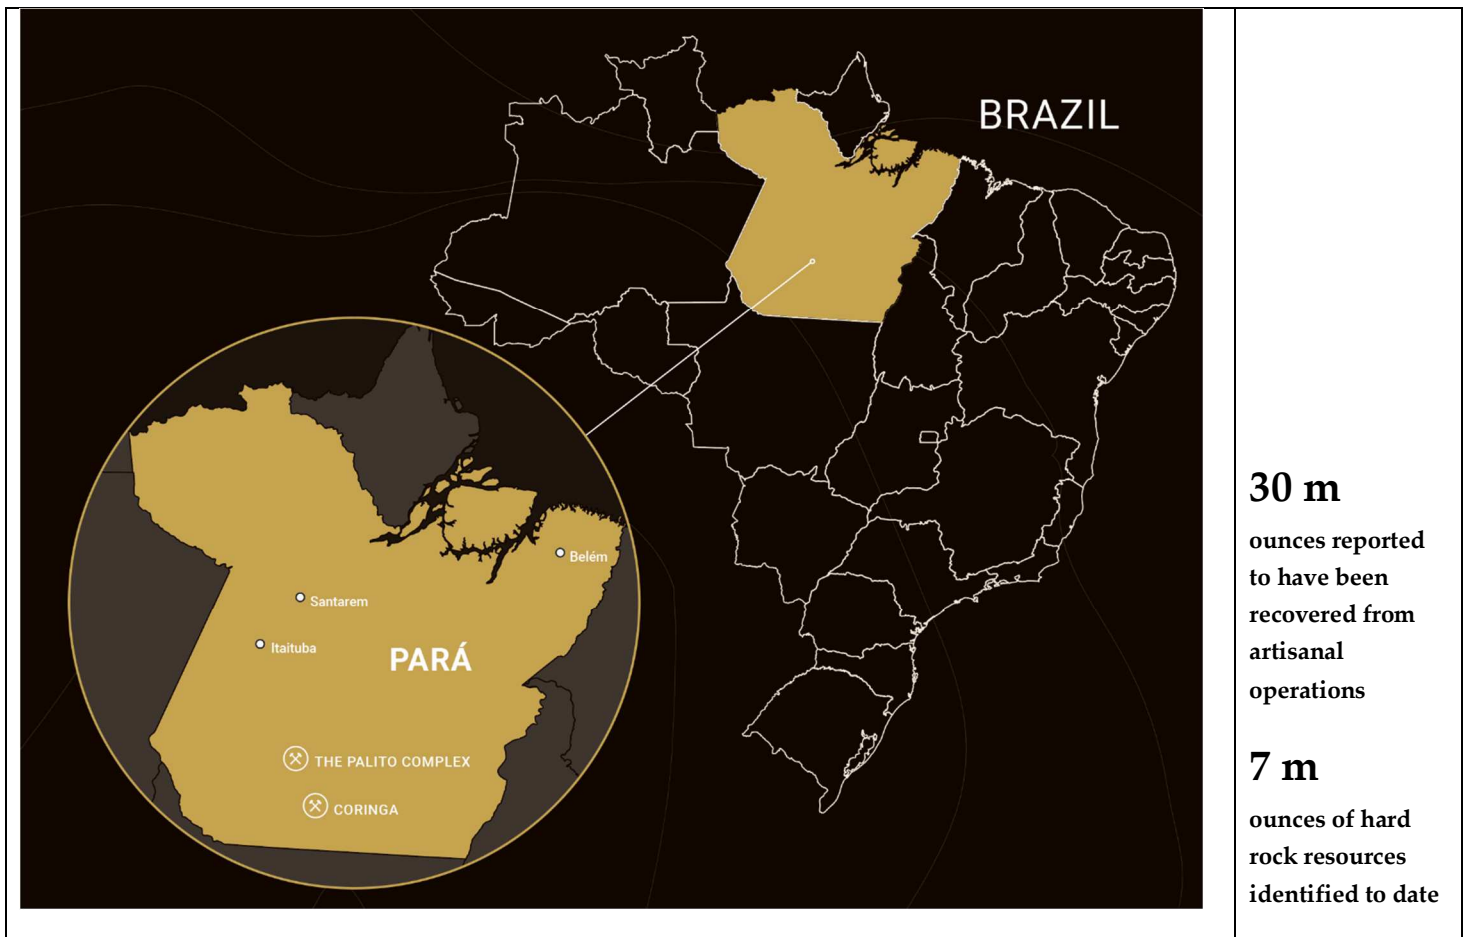 BRAZIL
Belém
Santarem
Itaituba
PARÁ
THE PALITO COMPLEX
CORINGA
30 m
ounces reported
to have been
recovered from
artisanal
operations
7 m
ounces of hard
rock resources
identified to date